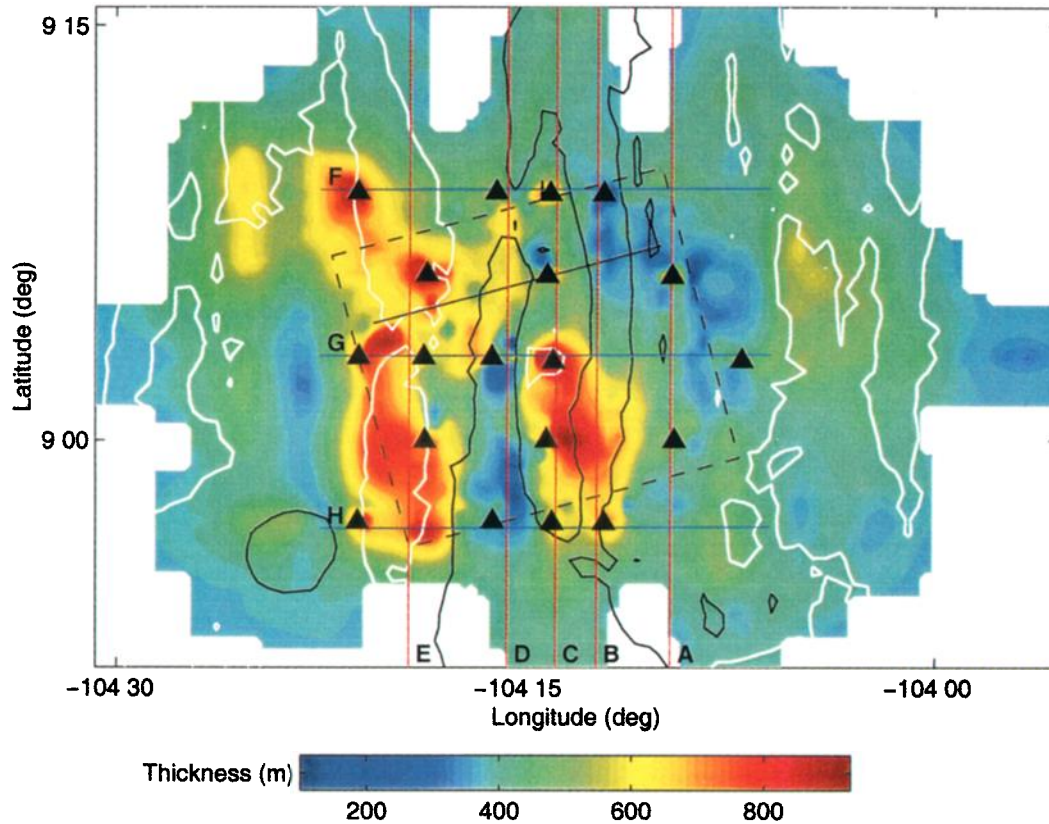 9 15
F
G
9 00
H
E D C B A
Latitude (deg)
-104 30 -104 15 -104 00
Longitude (deg)
Thickness (m)
200 400 600 800